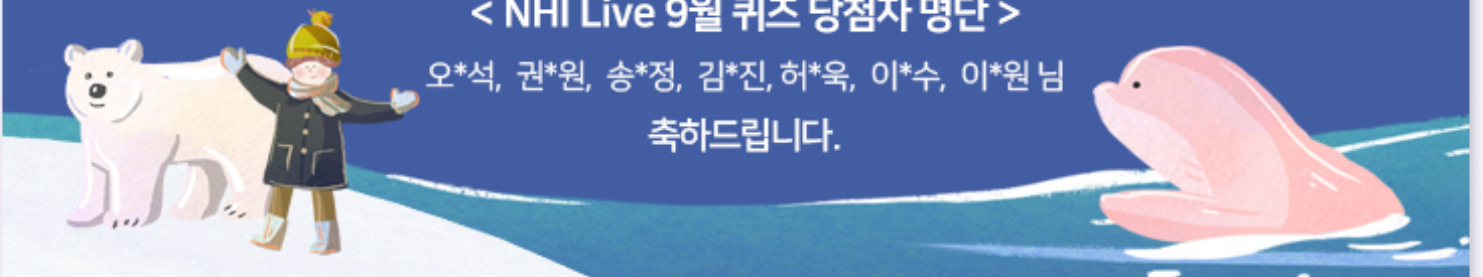 < NHI Live 9월 퀴즈 당첨자 명단 >
오*석, 권*원, 송*정, 김*진, 허*욱, 이*수, 이*원 님
축하드립니다.